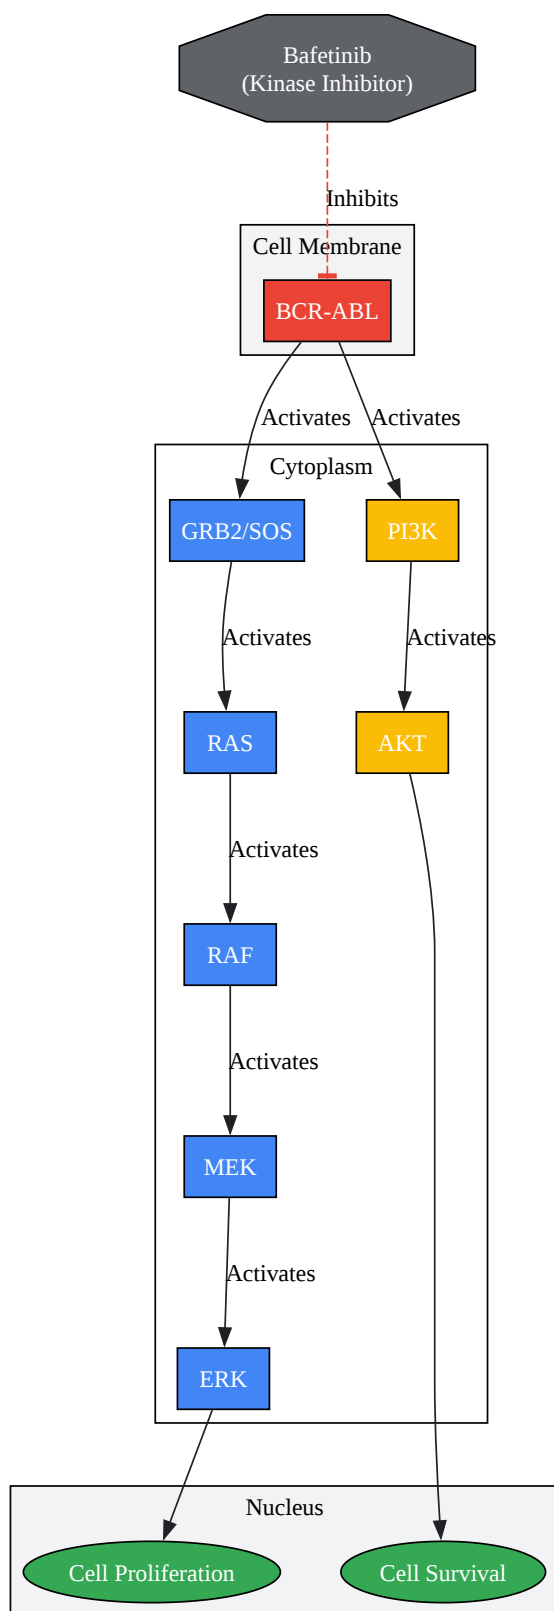 Bafetinib
(Kinase Inhibitor)
Inhibits
Cell Membrane
BCR-ABL
Activates
Activates
Cytoplasm
GRB2/SOS
PI3K
Activates
Activates
RAS
AKT
Activates
RAF
Activates
MEK
Activates
ERK
Nucleus
Cell Proliferation
Cell Survival